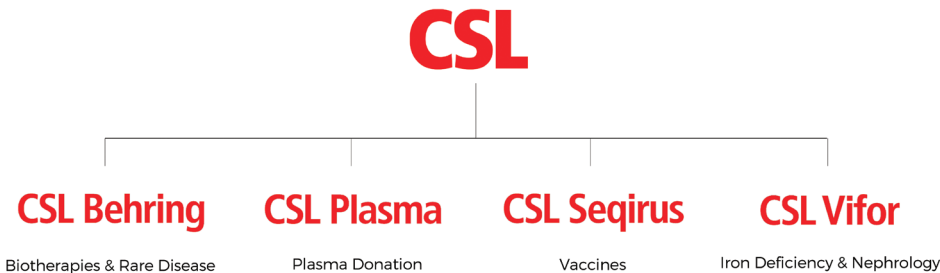 CSL
CSL Behring
CSL Plasma
CSL Seqirus
CSL Vifor
Biotherapies & Rare Disease
Plasma Donation
Vaccines
Iron Deficiency & Nephrology